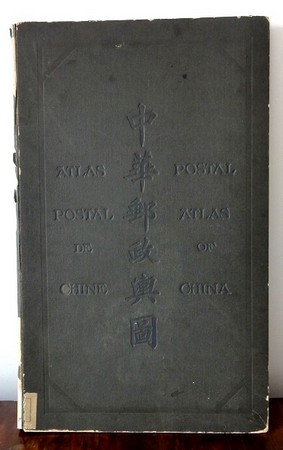 中華郵政輿圖
ATLAS
POSTAL
DE
CHINE
POSTAL
ATLAS
OF
CHINA